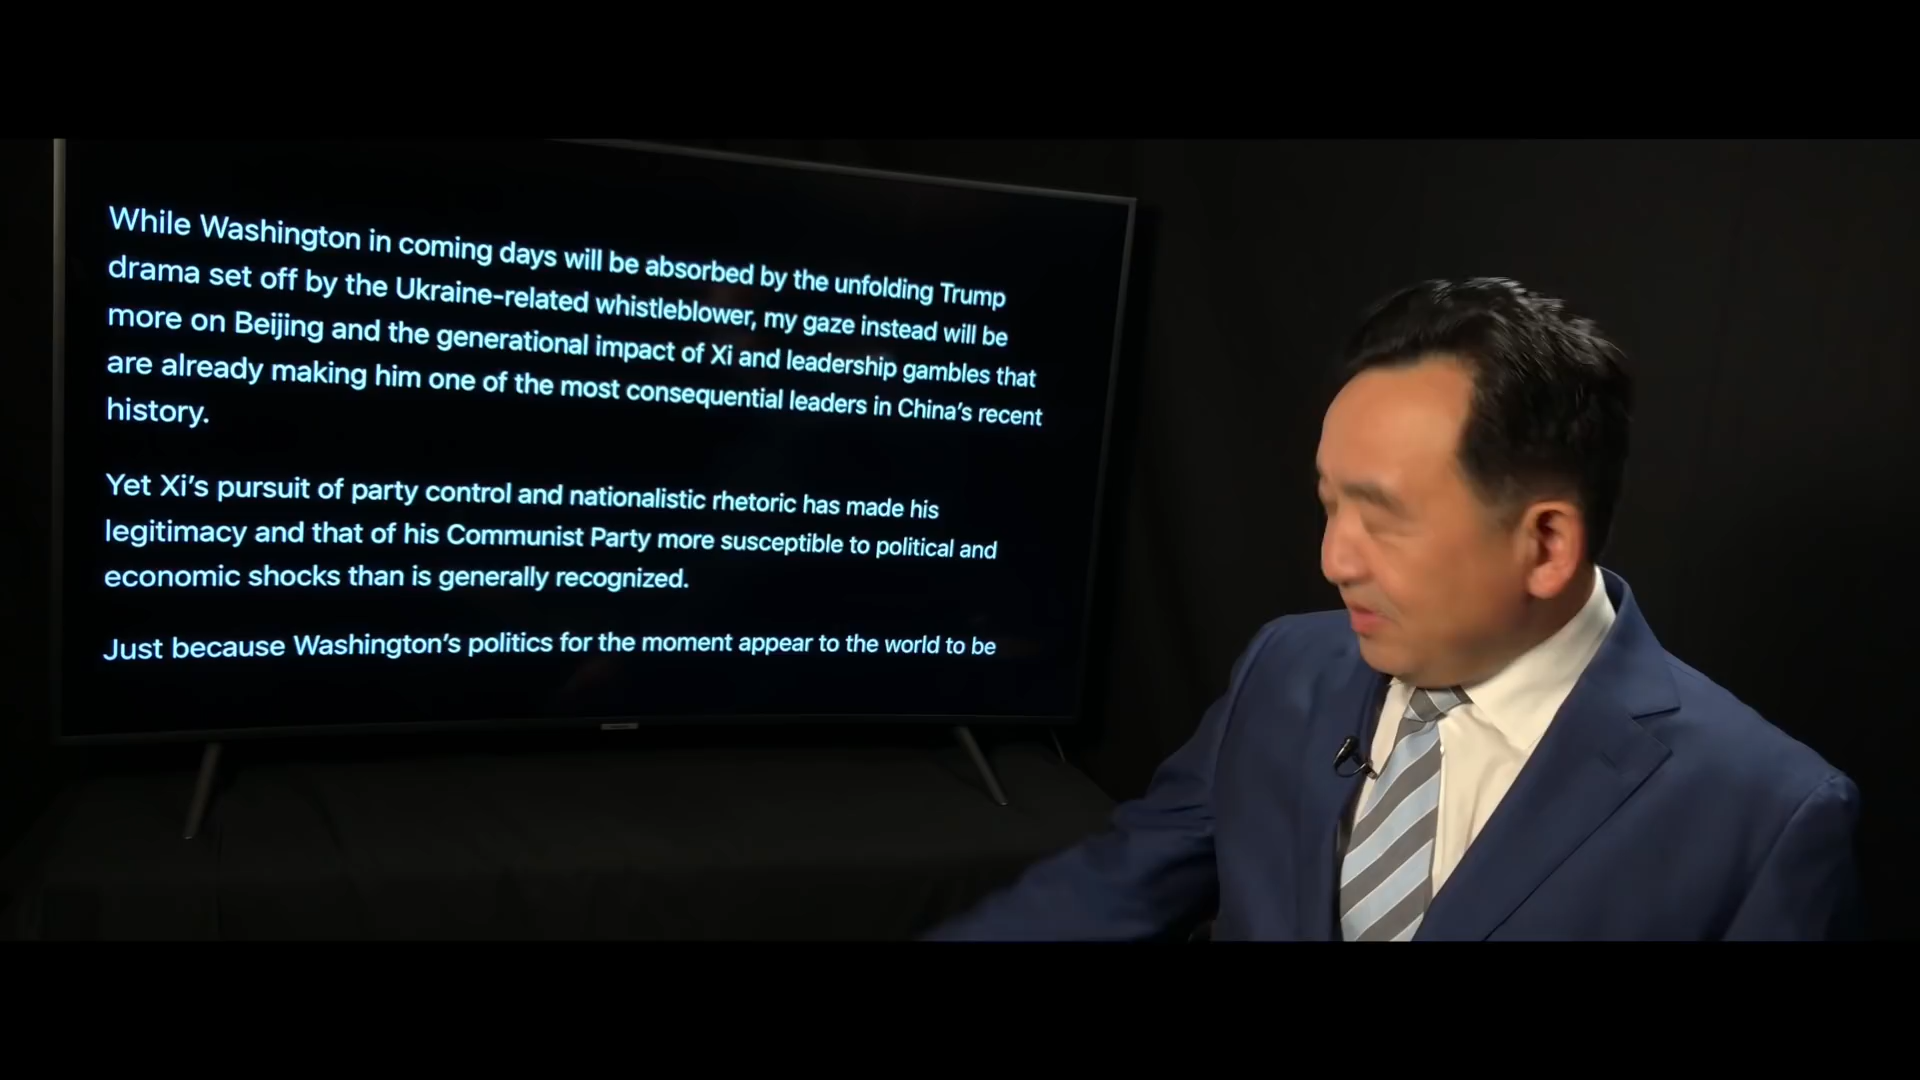 While Washington in coming days will be absorbed by the unfolding Trump
drama set off by the Ukraine-related whistleblower, my gaze instead will be
more on Beijing and the generational impact of Xi and leadership gambles that
are already making him one of the most consequential leaders in China's recent
history.
Yet Xi's pursuit of party control and nationalistic rhetoric has made his
legitimacy and that of his Communist Party more susceptible to political and
economic shocks than is generally recognized.
Just because Washington's politics for the moment appear to the world to be